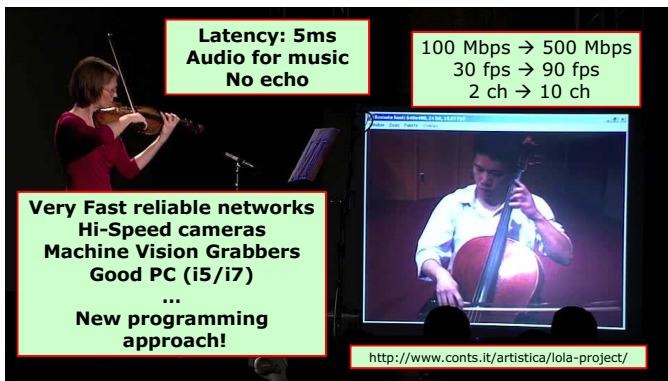 Latency: 5ms
Audio for music
No echo
100 Mbps → 500 Mbps
30 fps → 90 fps
2 ch → 10 ch
Very Fast reliable networks
Hi-Speed cameras
Machine Vision Grabbers
Good PC (i5/i7)
...
New programming
approach!
http://www.conts.it/artistica/lola-project/